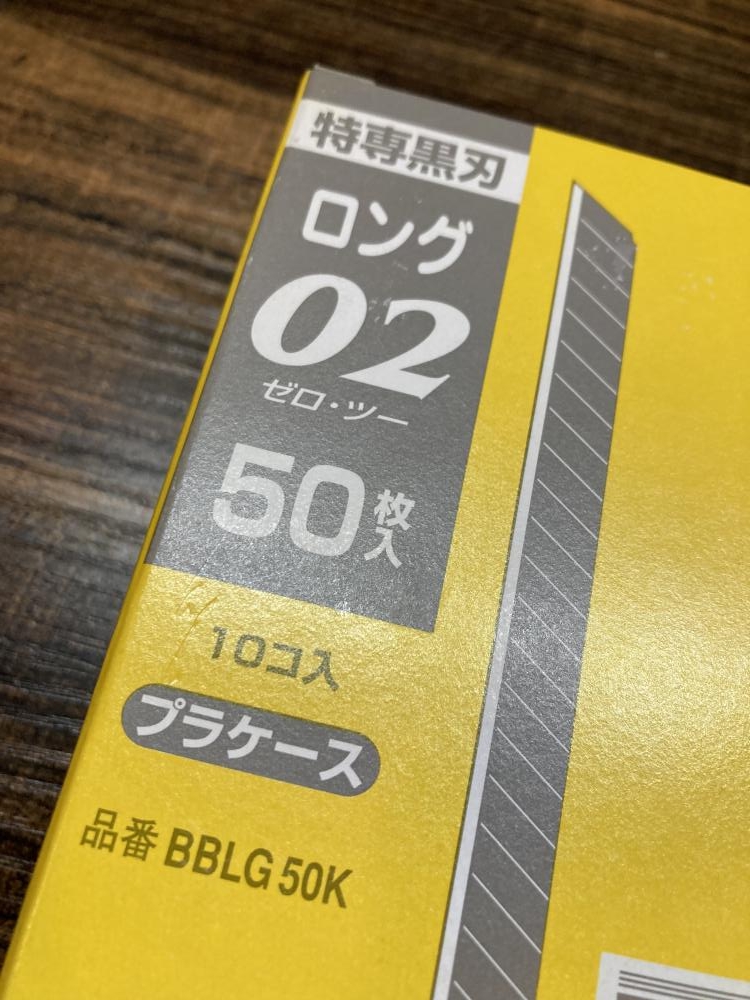 特専黒刃
ロング
02
ゼロ・ツー
50枚入
10コ入
プラケース
品番 BBLG50K